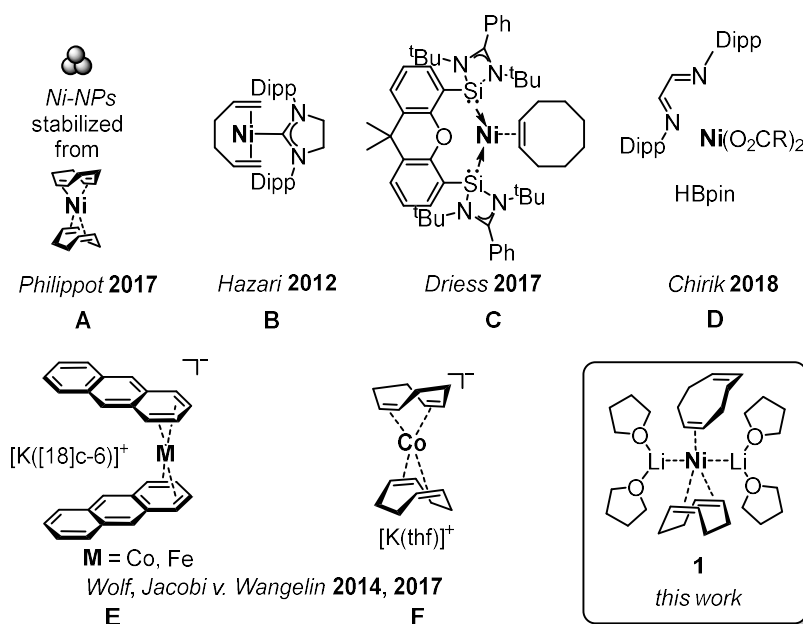 Ni-NPs
stabilized
from
Ni
Philippot 2017
A
Dipp
Ni
N
N
Dipp
Hazari 2012
B
Ph
tBu
N
N
tBu
Si
O
Ni
Si
tBu
N
N
tBu
Ph
Driess 2017
C
Dipp
N
N
Dipp
Ni(O2CR)2
HBpin
Chirik 2018
D
[K([18]c-6)]+
M
M = Co, Fe
−
Co
[K(thf)]+
−
Wolf, Jacobi v. Wangelin 2014, 2017
E
F
O
O
Li
Ni
Li
O
O
1
this work